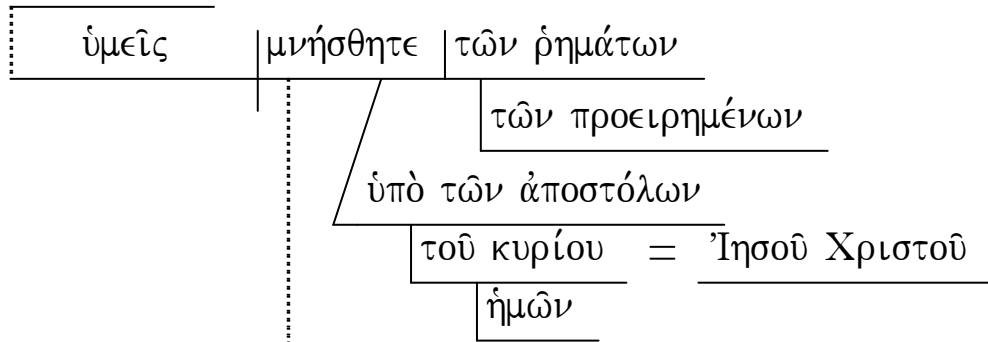 ὑμεῖς μνήσθητε τῶν ῥημάτων
τῶν προειρημένων
ὑπὸ τῶν ἀποστόλων
τοῦ κυρίου = Ἰησοῦ Χριστοῦ
ἡμῶν